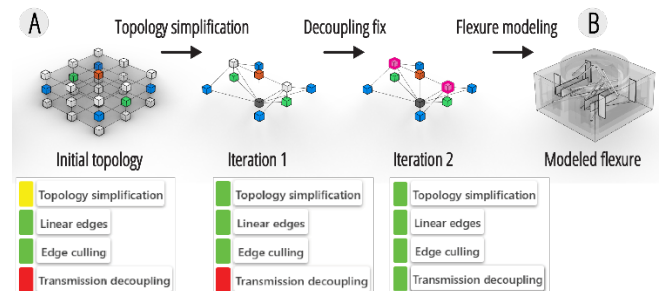 A
Topology simplification
Decoupling fix
Flexure modeling
B
Initial topology
Iteration 1
Iteration 2
Modeled flexure
Topology simplification
Linear edges
Edge culling
Transmission decoupling
Topology simplification
Linear edges
Edge culling
Transmission decoupling
Topology simplification
Linear edges
Edge culling
Transmission decoupling